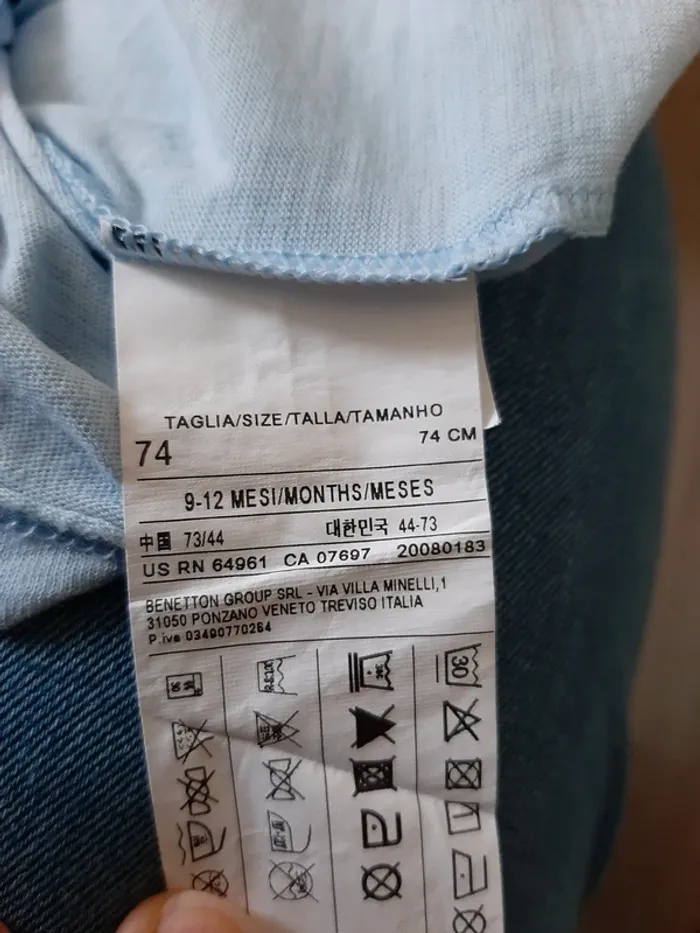 TAGLIA/SIZE/TALLA/TAMANHO
74 74 CM
9-12 MESI/MONTHS/MESES
中国 73/44 대한민국 44-73
US RN 64961 CA 07697 20080183
BENETTON GROUP SRL - VIA VILLA MINELLI,1
31050 PONZANO VENETO TREVISO ITALIA
P.iva 03490770264
30